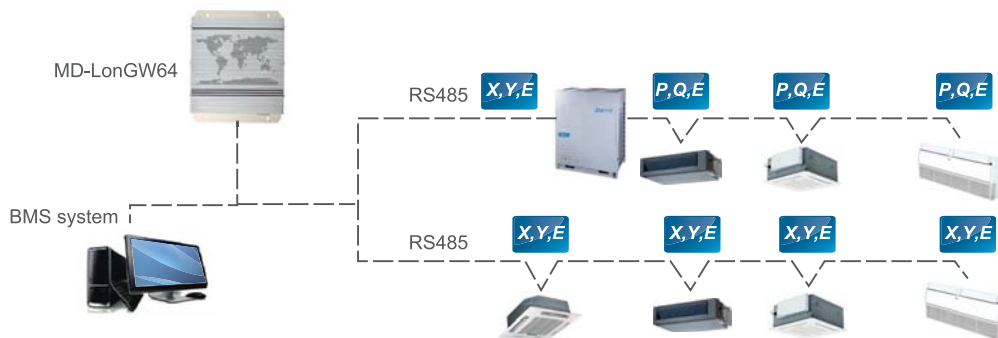 MD-LonGW64
RS485
X,Y,E
P,Q,E
P,Q,E
P,Q,E
BMS system
RS485
X,Y,E
X,Y,E
X,Y,E
X,Y,E